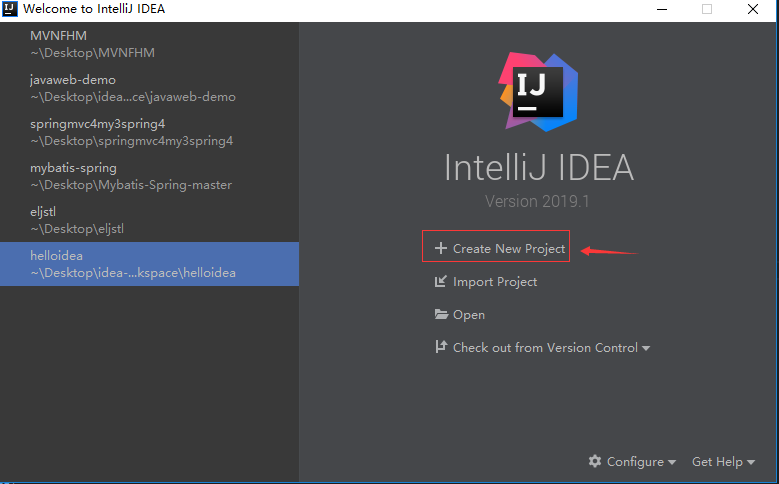 Welcome to IntelliJ IDEA
MVNFHM
~\Desktop\MVNFHM
javaweb-demo
~\Desktop\idea...ce\javaweb-demo
springmvc4my3spring4
~\Desktop\springmvc4my3spring4
mybatis-spring
~\Desktop\Mybatis-Spring-master
eljstl
~\Desktop\eljstl
helloidea
~\Desktop\idea-...kspace\helloidea
IJ
IntelliJ IDEA
Version 2019.1
Create New Project
Import Project
Open
Check out from Version Control
Configure
Get Help